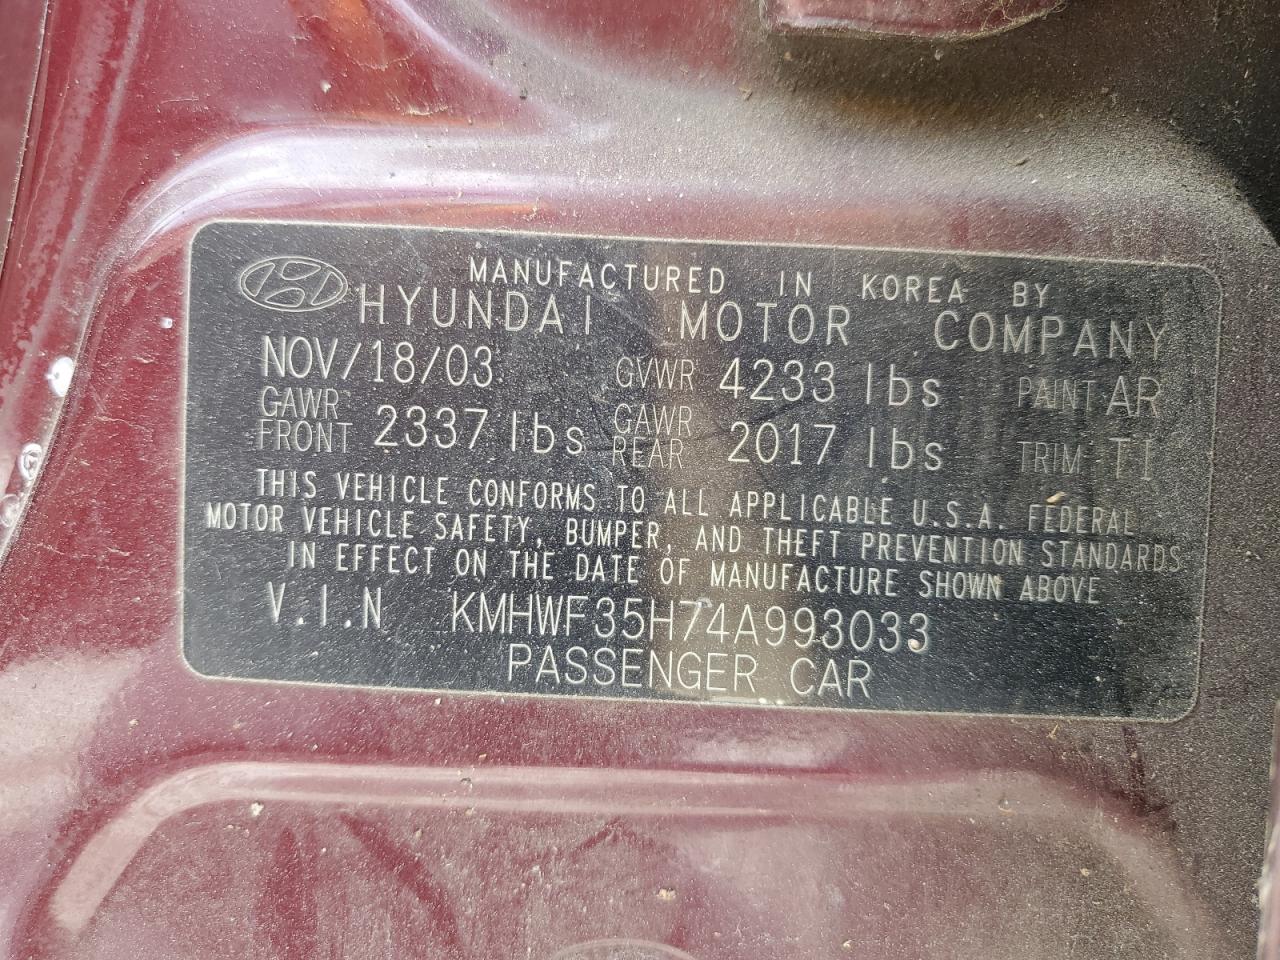 MANUFACTURED IN KOREA BY
HYUNDAI MOTOR COMPANY
NOV/18/03 GVWR 4233 lbs PAINT AR
GAWR FRONT 2337 lbs GAWR REAR 2017 lbs TRIM TI
THIS VEHICLE CONFORMS TO ALL APPLICABLE U.S.A. FEDERAL
MOTOR VEHICLE SAFETY, BUMPER, AND THEFT PREVENTION STANDARDS
IN EFFECT ON THE DATE OF MANUFACTURE SHOWN ABOVE
V.I.N KMHWF35H74A993033
PASSENGER CAR